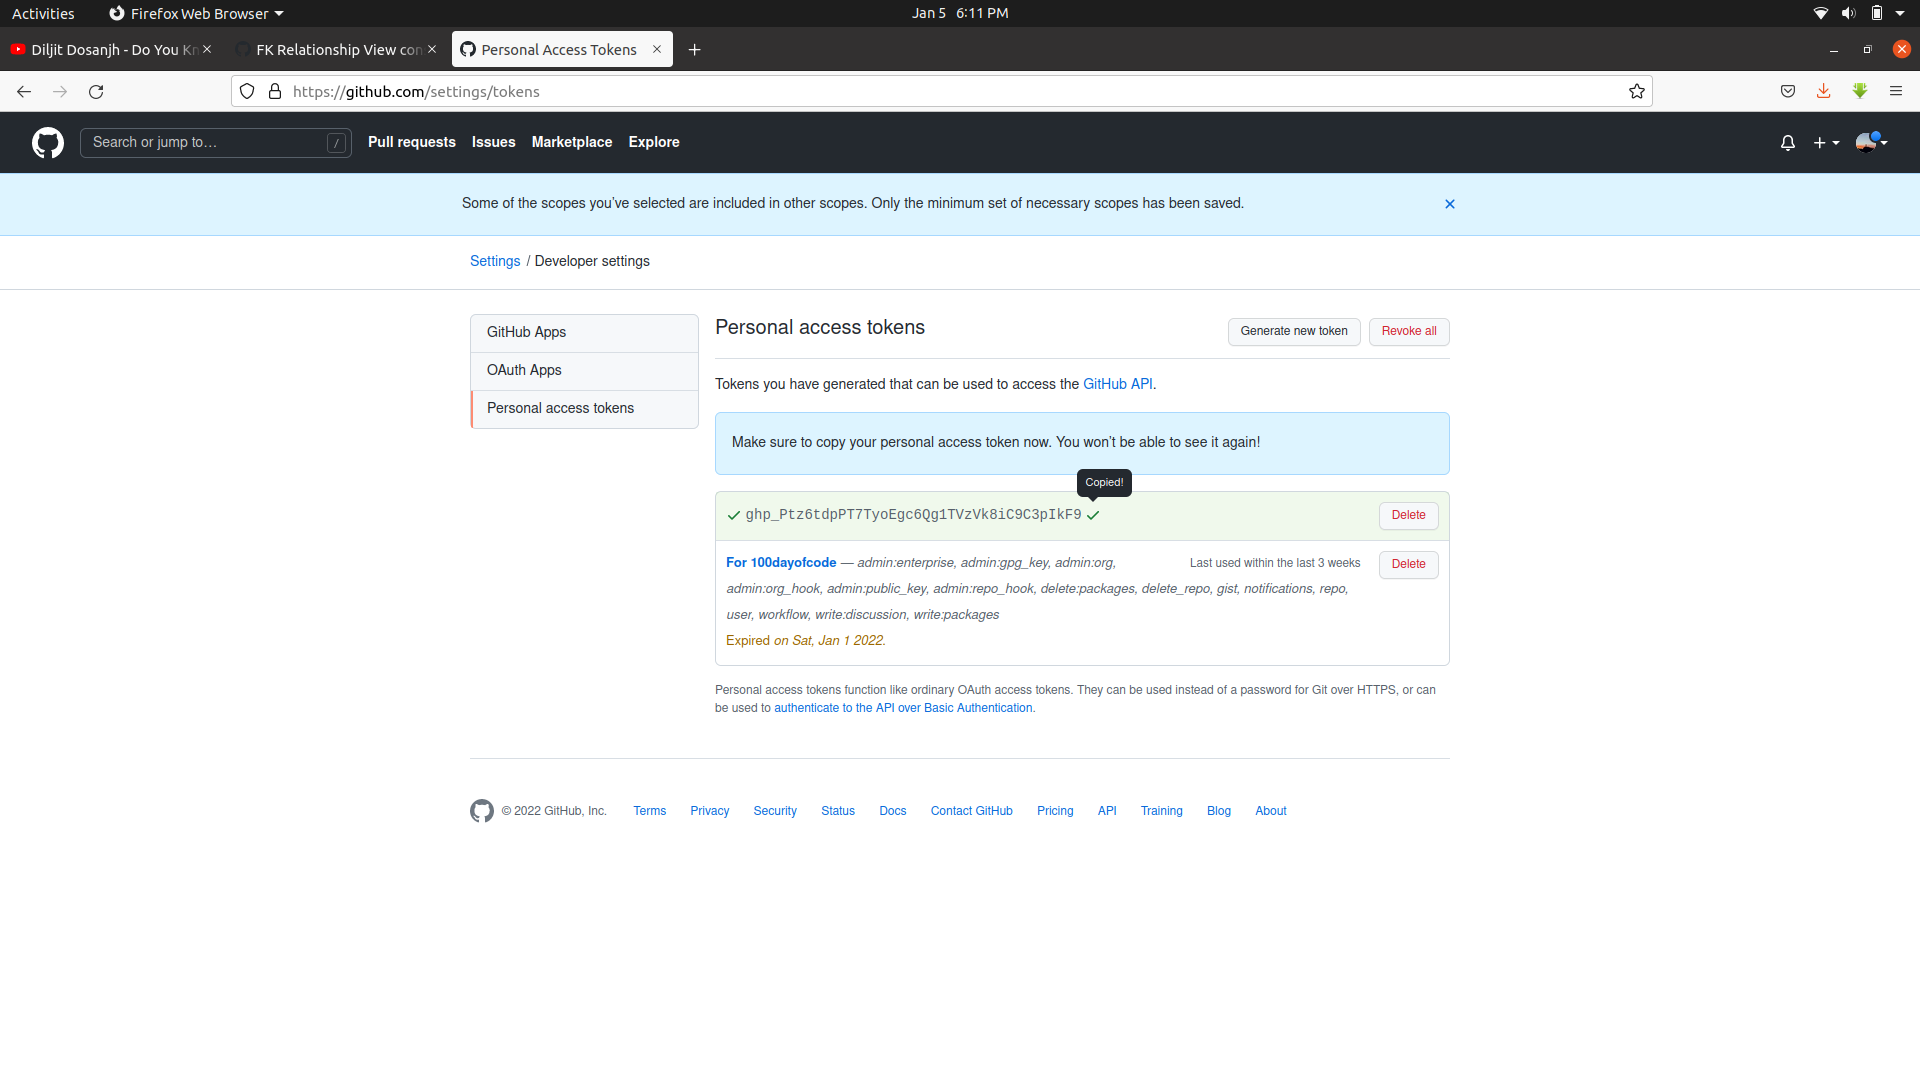 Activities
Firefox Web Browser
Jan 5 6:11 PM
Diljit Dosanjh - Do You Kn
FK Relationship View con
Personal Access Tokens
https://github.com/settings/tokens
Search or jump to…
/
Pull requests
Issues
Marketplace
Explore
Some of the scopes you've selected are included in other scopes. Only the minimum set of necessary scopes has been saved.
Settings / Developer settings
GitHub Apps
OAuth Apps
Personal access tokens
Personal access tokens
Generate new token
Revoke all
Tokens you have generated that can be used to access the GitHub API.
Make sure to copy your personal access token now. You won't be able to see it again!
Copied!
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
Delete
For 100dayofcode — admin:enterprise, admin:gpg_key, admin:org,
Last used within the last 3 weeks
Delete
admin:org_hook, admin:public_key, admin:repo_hook, delete:packages, delete_repo, gist, notifications, repo,
user, workflow, write:discussion, write:packages
Expired on Sat, Jan 1 2022.
Personal access tokens function like ordinary OAuth access tokens. They can be used instead of a password for Git over HTTPS, or can
be used to authenticate to the API over Basic Authentication.
© 2022 GitHub, Inc.
Terms
Privacy
Security
Status
Docs
Contact GitHub
Pricing
API
Training
Blog
About